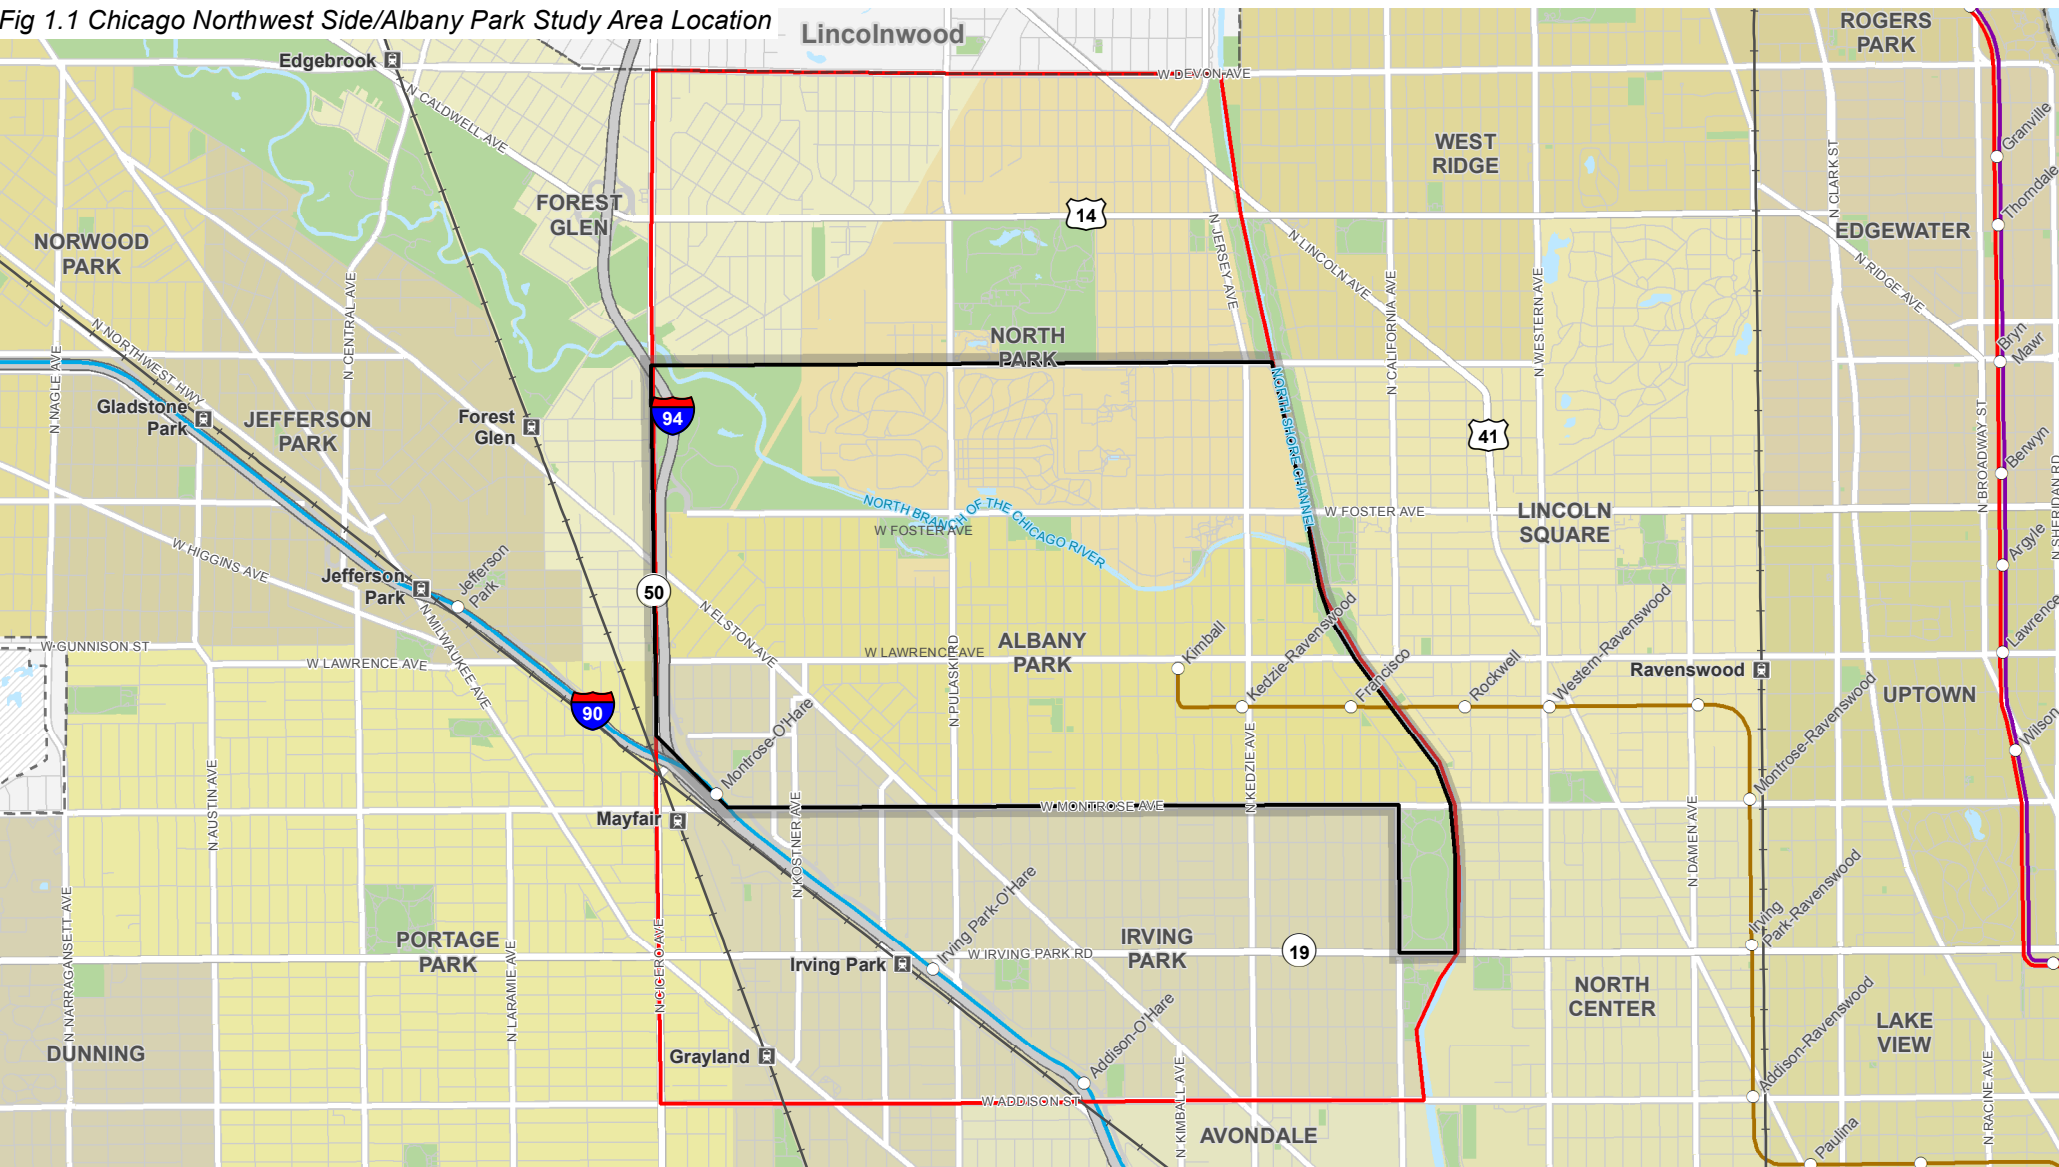 Fig 1.1 Chicago Northwest Side/Albany Park Study Area Location
Lincolnwood
ROGERS
PARK
Edgebrook
W DEVON AVE
N CALDWELL AVE
Granville
WEST
RIDGE
N CLARK ST
Thorndale
FOREST
GLEN
14
N JERSEY AVE
N LINCOLN AVE
EDGEWATER
NORWOOD
PARK
N RIDGE AVE
N CENTRAL AVE
N CALIFORNIA AVE
N WESTERN AVE
NORTH
PARK
Bryn
Mawr
N NORTHWEST HWY
N NAGLE AVE
NORTH SHORE CHANNEL
Gladstone
Park
JEFFERSON
PARK
Forest
Glen
94
41
N BROADWAY ST
Berwyn
NORTH BRANCH OF THE CHICAGO RIVER
W FOSTER AVE
W FOSTER AVE
LINCOLN
SQUARE
N SHERIDAN RD
Argyle
W HIGGINS AVE
Jefferson
Park
Jefferson
Park
50
N ELSTON AVE
N MILWAUKEE AVE
W GUNNISON ST
W LAWRENCE AVE
W LAWRENCE AVE
N PULASKI RD
ALBANY
PARK
Kimball
Kedzie-Ravenswood
Francisco
Rockwell
Western-Ravenswood
Ravenswood
Lawrence
UPTOWN
90
Montrose-O'Hare
N KEDZIE AVE
Montrose-Ravenswood
Wilson
N AUSTIN AVE
W MONTROSE AVE
Mayfair
N KOSTNER AVE
N DAMEN AVE
N NARRAGANSETT AVE
PORTAGE
PARK
N LARAMIE AVE
N CICERO AVE
Irving Park
Irving Park-O'Hare
W IRVING PARK RD
IRVING
PARK
19
Irving
Park-Ravenswood
NORTH
CENTER
DUNNING
Grayland
Addison-O'Hare
Addison-Ravenswood
LAKE
VIEW
W ADDISON ST
N KIMBALL AVE
AVONDALE
Paulina
N RACINE AVE